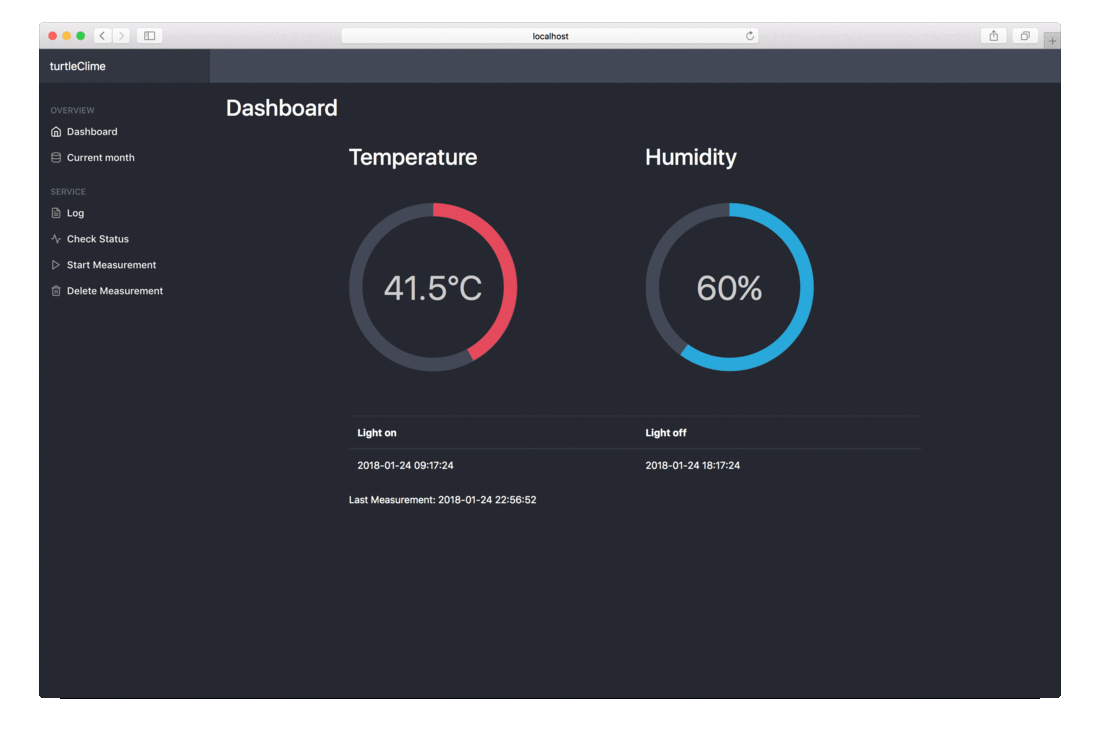 localhost
turtleClime
OVERVIEW
Dashboard
Current month
SERVICE
Log
Check Status
Start Measurement
Delete Measurement
Dashboard
Temperature
Humidity
41.5°C
60%
Light on
Light off
2018-01-24 09:17:24
2018-01-24 18:17:24
Last Measurement: 2018-01-24 22:56:52